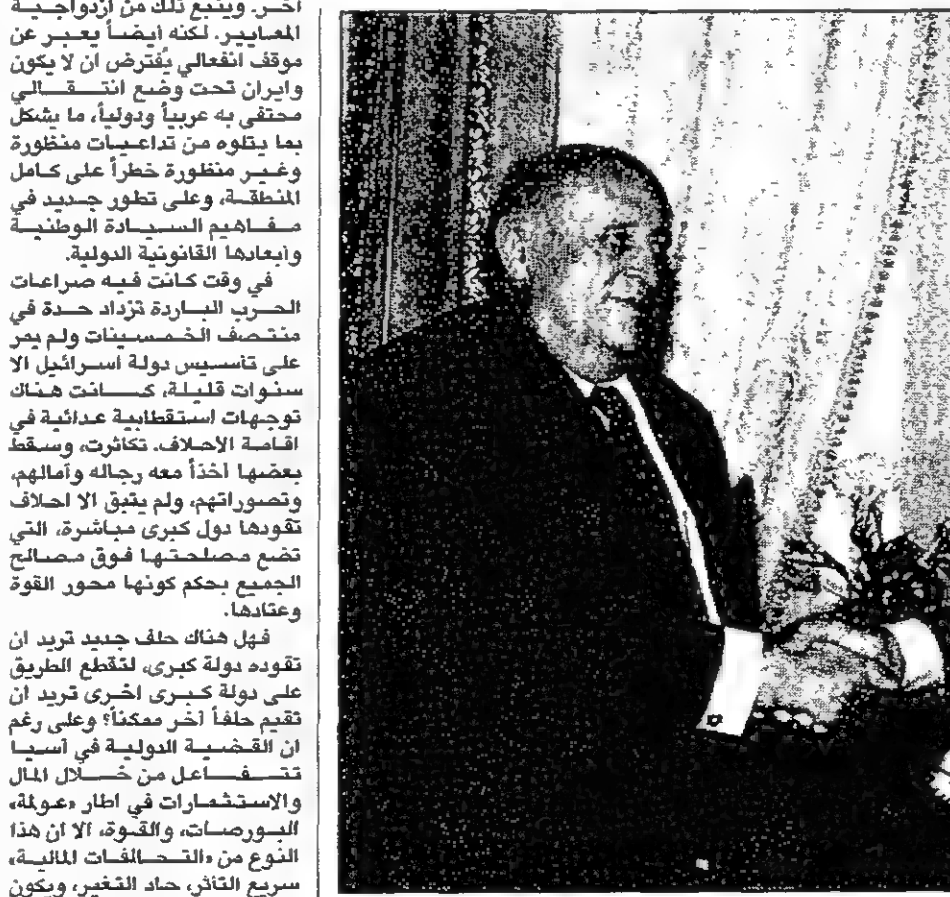 آخر. وينبع ذلك من ازدواجية
المعايير. لكنه ايضاً يعبر عن
موقف انفعالي يُفترض ان لا يكون
وايران تحت وضع انتقالي
محتفى به عربياً ودولياً، ما يشكل
بما يتلوه من تداعيات منظورة
وغير منظورة خطراً على كامل
المنطقة، وعلى تطور جديد في
مفاهيم السيادة الوطنية
وابعادها القانونية الدولية.
في وقت كانت فيه صراعات
الحرب الباردة تزداد حدة في
منتصف الخمسينات ولم يمر
على تأسيس دولة اسرائيل الا
سنوات قليلة، كانت هناك
توجهات استقطابية عدائية في
اقامة الأحلاف. تكاثرت، وسقط
بعضها آخذاً معه رجاله وآمالهم،
وتصوراتهم، ولم يتبق الا احلاف
تقودها دول كبرى مباشرة، التي
تضع مصلحتها فوق مصالح
الجميع بحكم كونها محور القوة
وعتادها.
فهل هناك حلف جديد تريد ان
تقوده دولة كبرى، لتقطع الطريق
على دولة كبرى اخرى تريد ان
تقيم حلفاً آخر ممكناً؟ وعلى رغم
ان القضية الدولية في آسيا
تتفاعل من خلال المال
والاستثمارات في اطار «عولمة»
البورصات، والقوة، الا ان هذا
النوع من «التحالفات المالية»
سريع التأثر، حاد التغير، ويكون